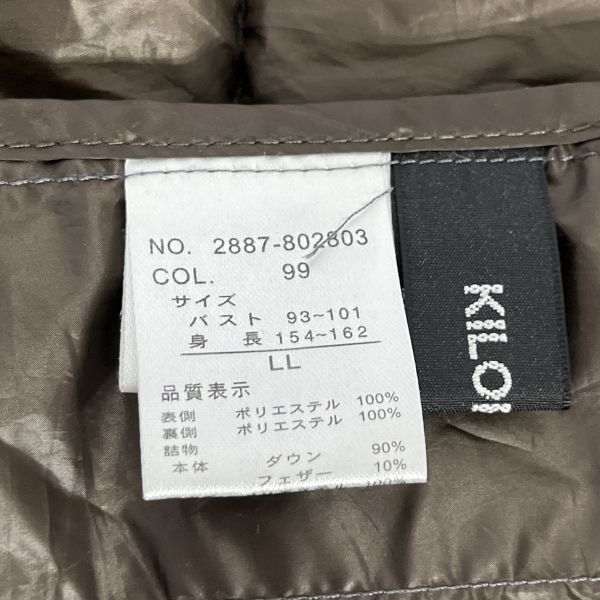 NO. 2887-802803
COL. 99
サイズ
バスト 93~101
身 長 154~162
LL
品質表示
表側 ポリエステル 100%
裏側 ポリエステル 100%
詰物
本体 ダウン 90%
フェザー 10%
KILO